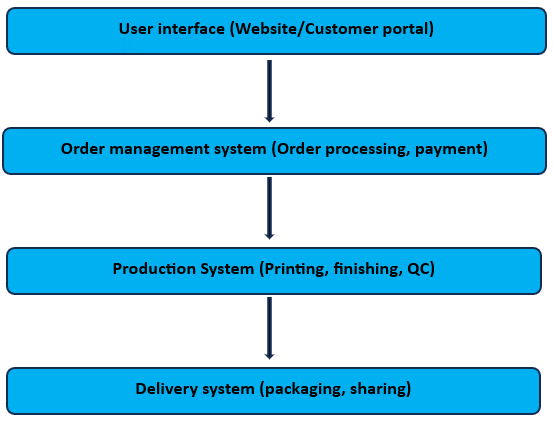 User interface (Website/Customer portal)
Order management system (Order processing, payment)
Production System (Printing, finishing, QC)
Delivery system (packaging, sharing)